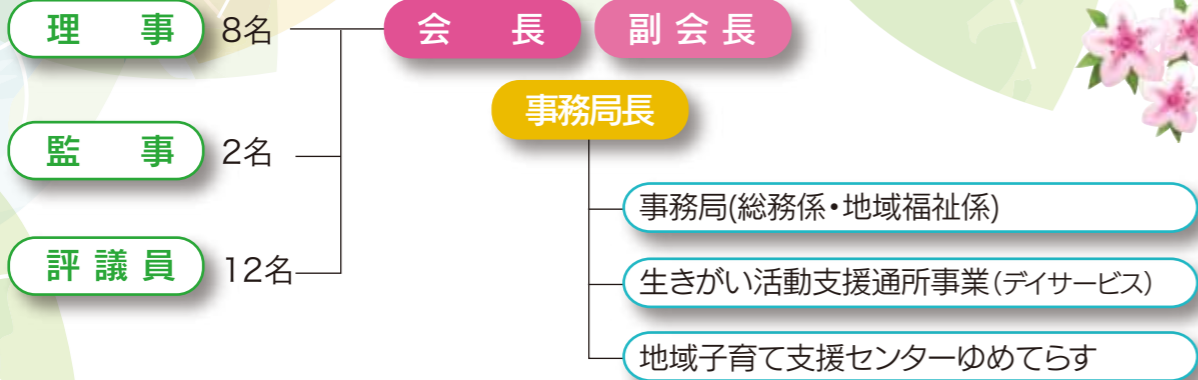 理事 8名 会長 副会長
事務局長
監事 2名
事務局(総務係・地域福祉係)
評議員 12名
生きがい活動支援通所事業(デイサービス)
地域子育て支援センターゆめてらす